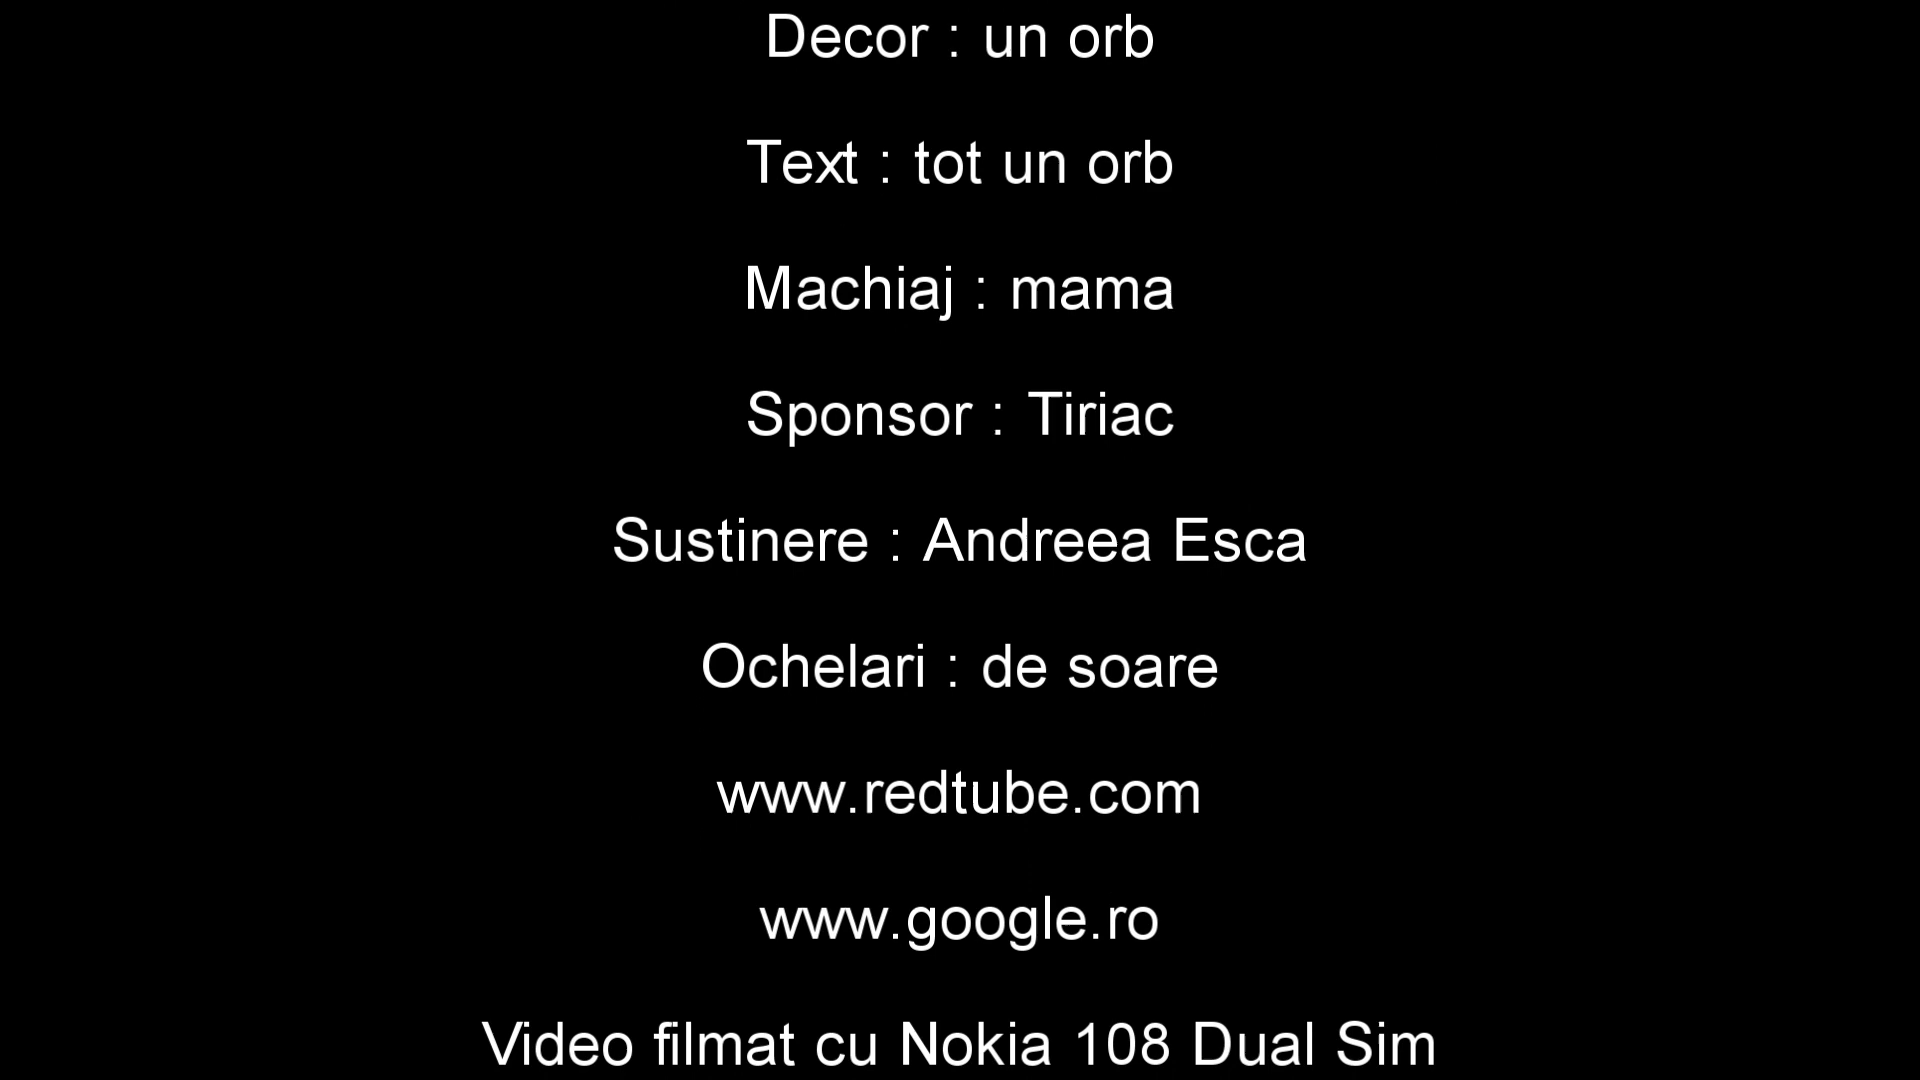 Decor : un orb
Text : tot un orb
Machiaj : mama
Sponsor : Tiriac
Sustinere : Andreea Esca
Ochelari : de soare
www.redtube.com
www.google.ro
Video filmat cu Nokia 108 Dual Sim